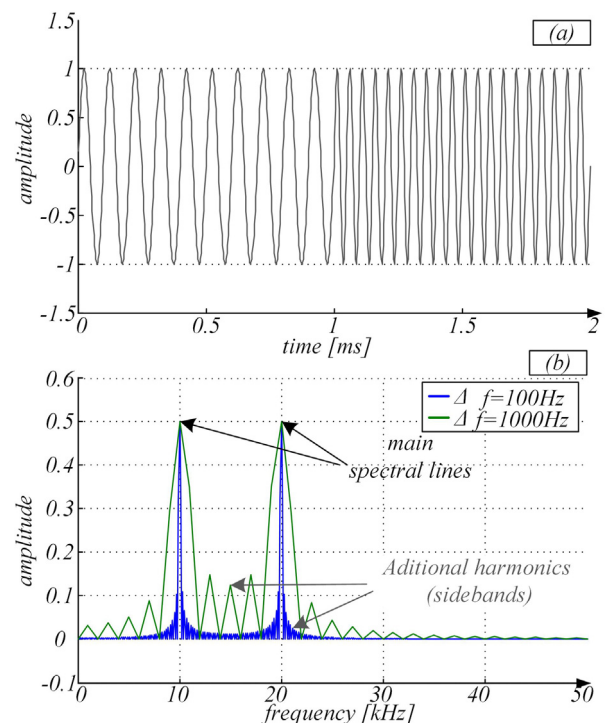 (a)
1.5
1
0.5
0
-0.5
-1
-1.5
amplitude
0
0.5
1
1.5
2
time [ms]
(b)
0.6
0.5
0.4
0.3
0.2
0.1
0
-0.1
amplitude
Δ f=100Hz
Δ f=1000Hz
main
spectral lines
Aditional harmonics
(sidebands)
0
10
20
30
40
50
frequency [kHz]